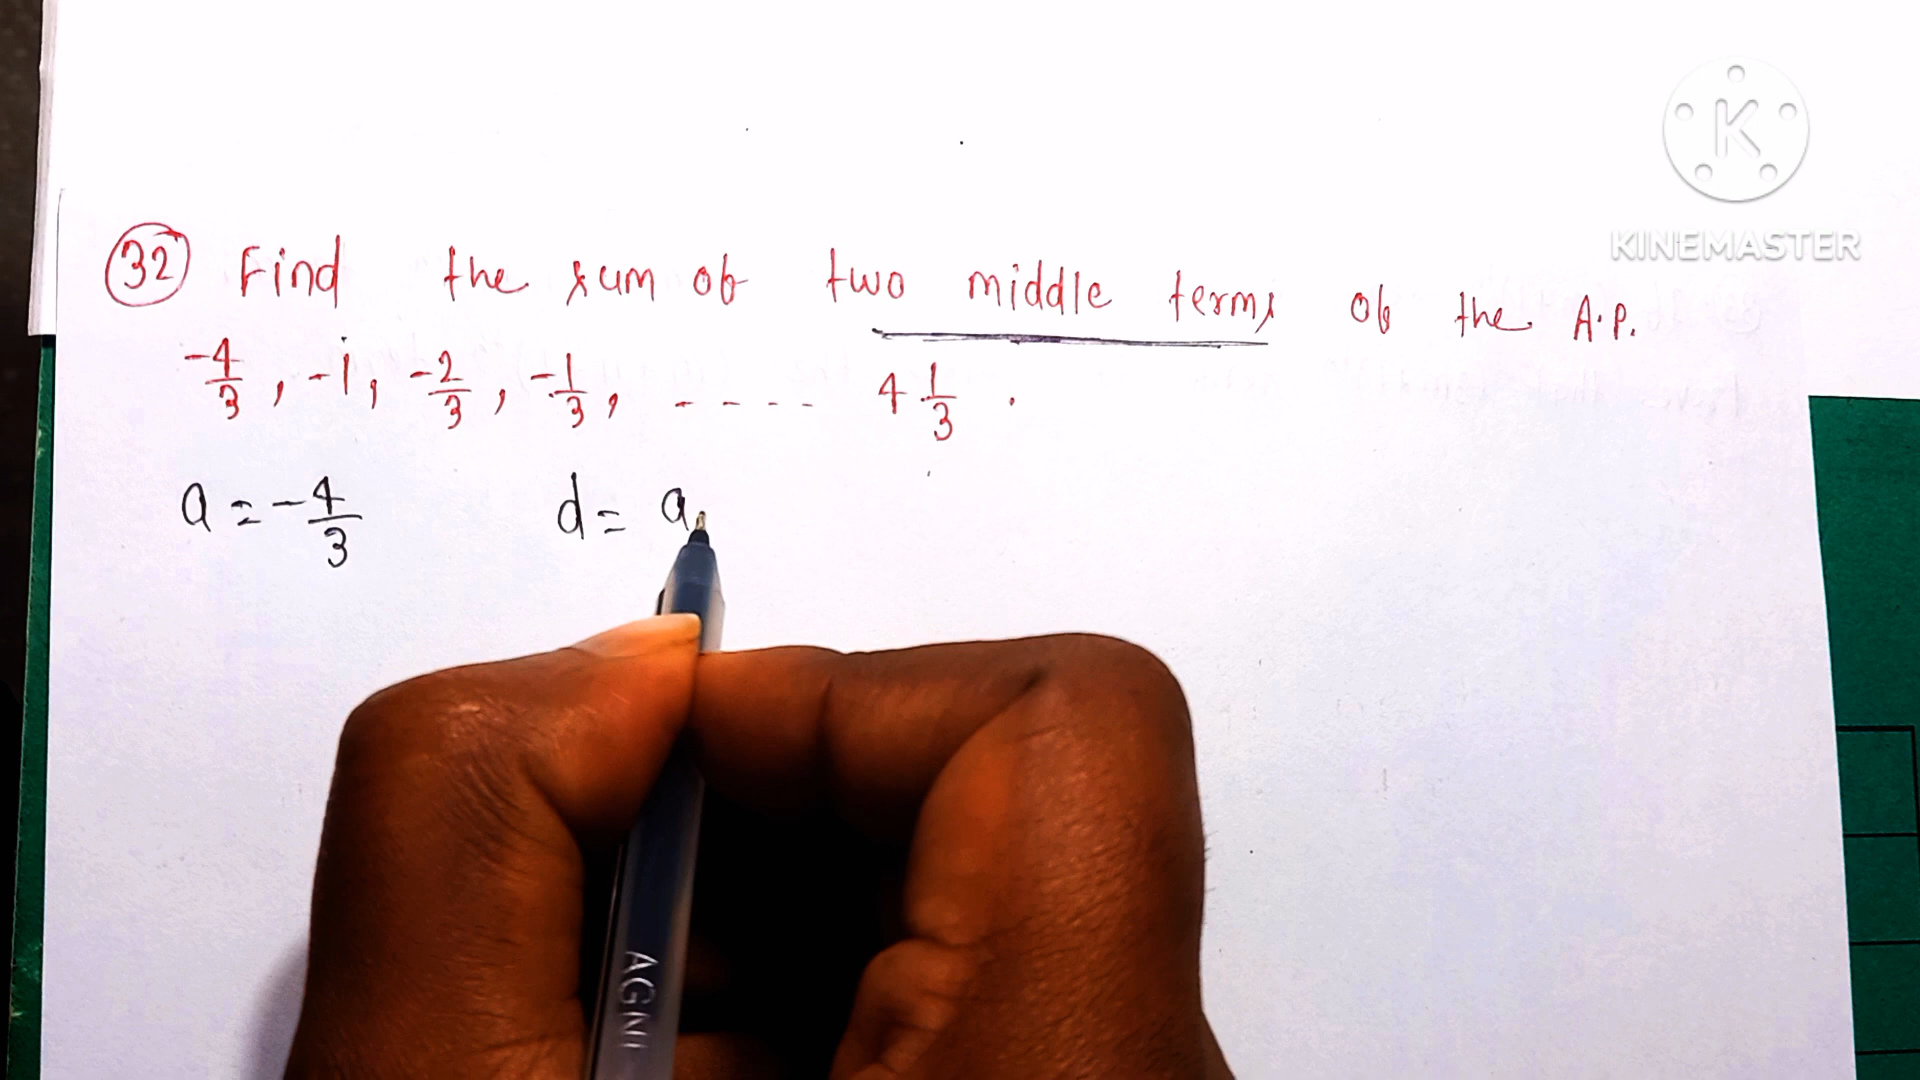 K
KINEMASTER
32 Find the sum of two middle terms of the A.P.
-4/3, -1, -2/3, -1/3, ---- 4 1/3 .
a = -4/3 d = a
AGNI